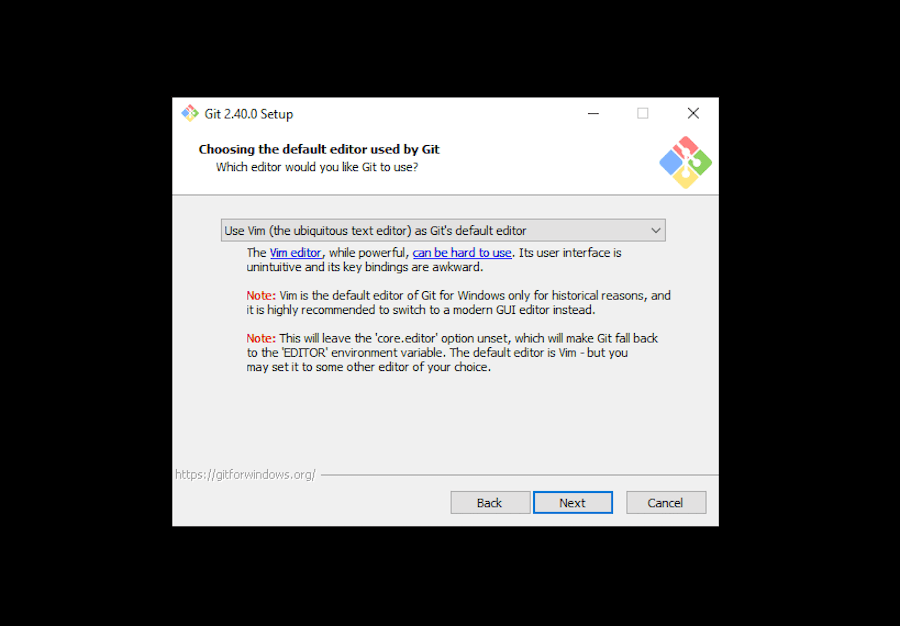 Git 2.40.0 Setup
Choosing the default editor used by Git
Which editor would you like Git to use?
Use Vim (the ubiquitous text editor) as Git's default editor
The Vim editor, while powerful, can be hard to use. Its user interface is
unintuitive and its key bindings are awkward.
Note: Vim is the default editor of Git for Windows only for historical reasons, and
it is highly recommended to switch to a modern GUI editor instead.
Note: This will leave the 'core.editor' option unset, which will make Git fall back
to the 'EDITOR' environment variable. The default editor is Vim - but you
may set it to some other editor of your choice.
https://gitforwindows.org/
Back
Next
Cancel